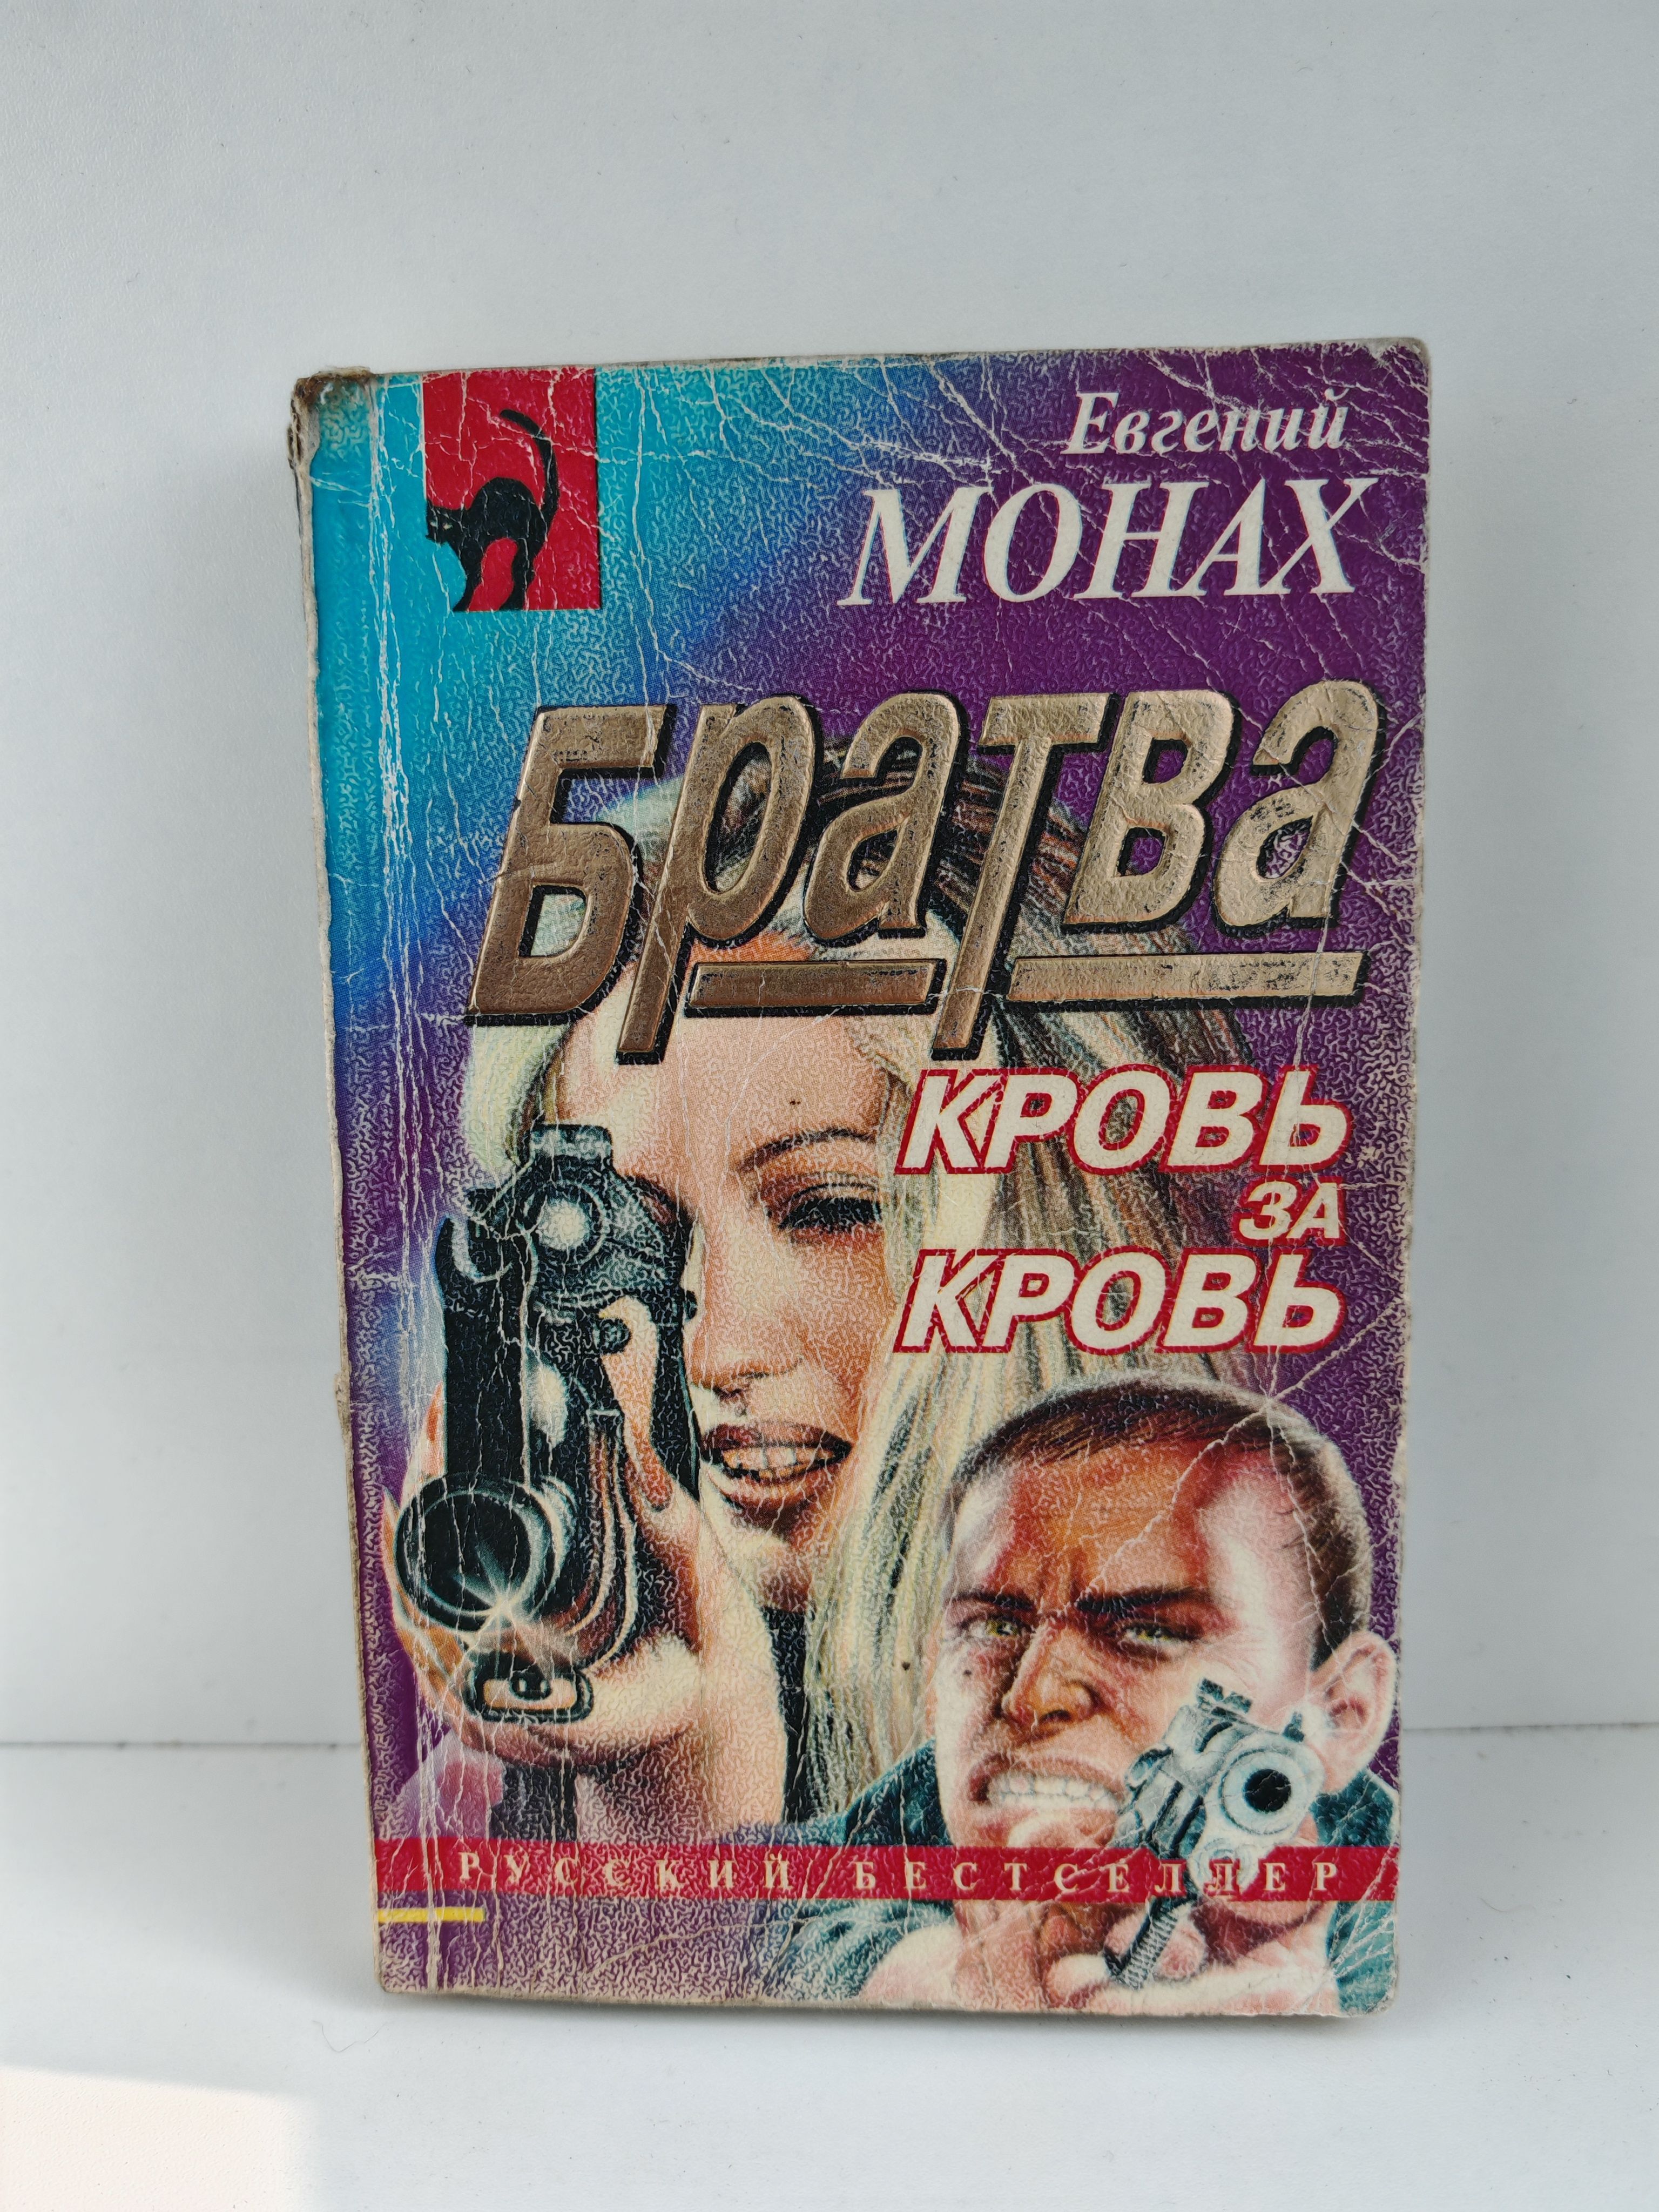 Евгений
МОНАХ
Братва
КРОВЬ
ЗА
КРОВЬ
РУССКИЙ БЕСТСЕЛЛЕР